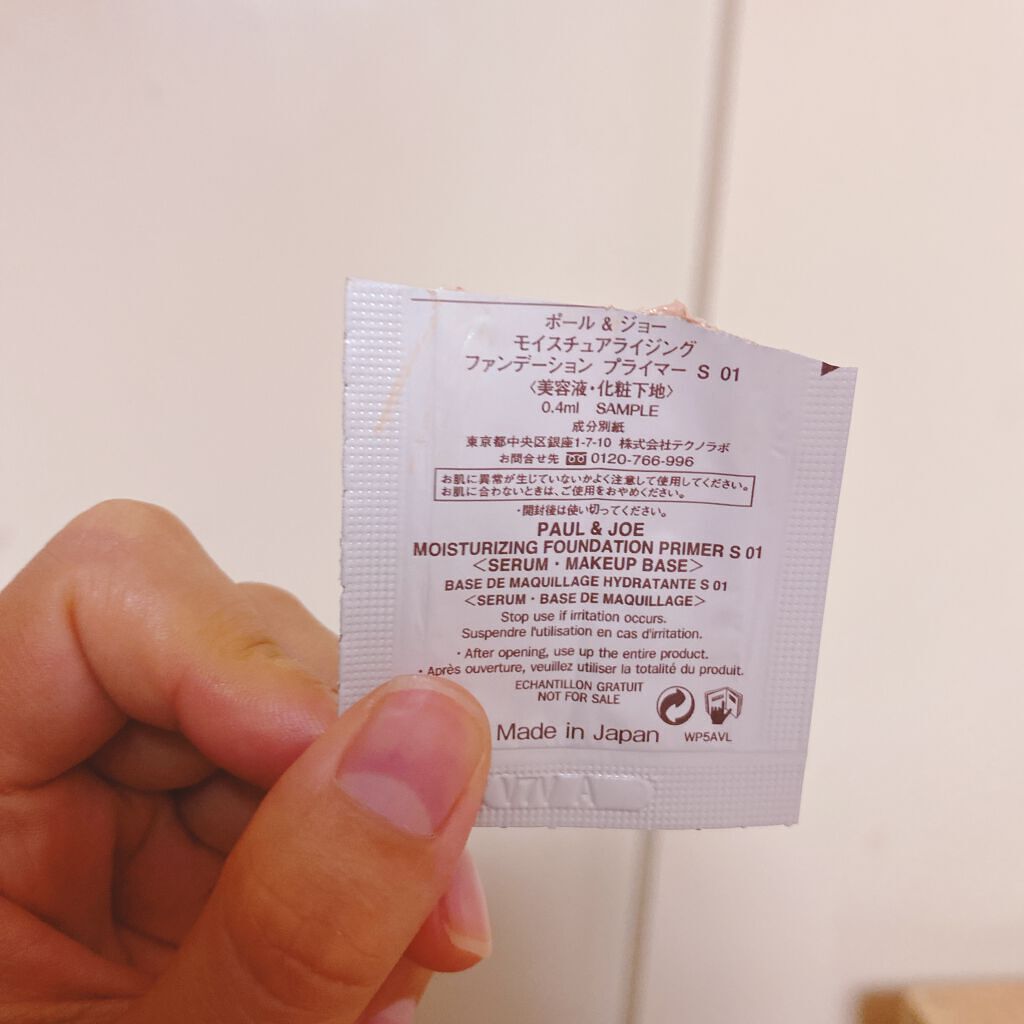 ポール & ジョー
モイスチュアライジング
ファンデーション プライマー S 01
〈美容液・化粧下地〉
0.4ml SAMPLE
成分別紙
東京都中央区銀座1-7-10 株式会社テクノラボ
お問合せ先 0120-766-996
お肌に異常が生じていないかよく注意して使用してください。
お肌に合わないときは、ご使用をおやめください。
・開封後は使い切ってください。
PAUL & JOE
MOISTURIZING FOUNDATION PRIMER S 01
<SERUM・MAKEUP BASE>
BASE DE MAQUILLAGE HYDRATANTE S 01
<SERUM・BASE DE MAQUILLAGE>
Stop use if irritation occurs.
Suspendre l'utilisation en cas d'irritation.
・After opening, use up the entire product.
・Après ouverture, veuillez utiliser la totalité du produit.
ECHANTILLON GRATUIT
NOT FOR SALE
Made in Japan
WP5AVL